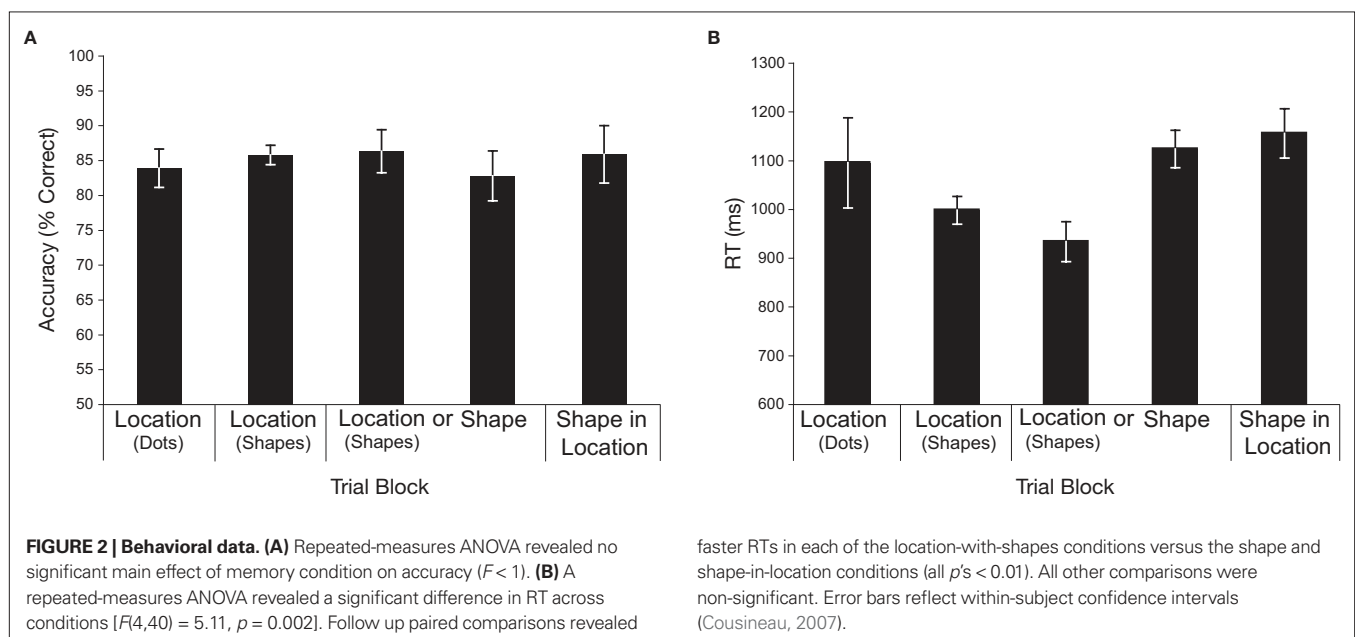 A
Accuracy (% Correct)
100
95
90
85
80
75
70
65
60
55
50
Location
(Dots)
Location
(Shapes)
Location or Shape
(Shapes)
Shape in
Location
Trial Block
B
RT (ms)
1300
1200
1100
1000
900
800
700
600
Location
(Dots)
Location
(Shapes)
Location or Shape
(Shapes)
Shape in
Location
Trial Block
FIGURE 2 | Behavioral data. (A) Repeated-measures ANOVA revealed no
significant main effect of memory condition on accuracy (F < 1). (B) A
repeated-measures ANOVA revealed a significant difference in RT across
conditions [F(4,40) = 5.11, p = 0.002]. Follow up paired comparisons revealed
faster RTs in each of the location-with-shapes conditions versus the shape and
shape-in-location conditions (all p's < 0.01). All other comparisons were
non-significant. Error bars reflect within-subject confidence intervals
(Cousineau, 2007).